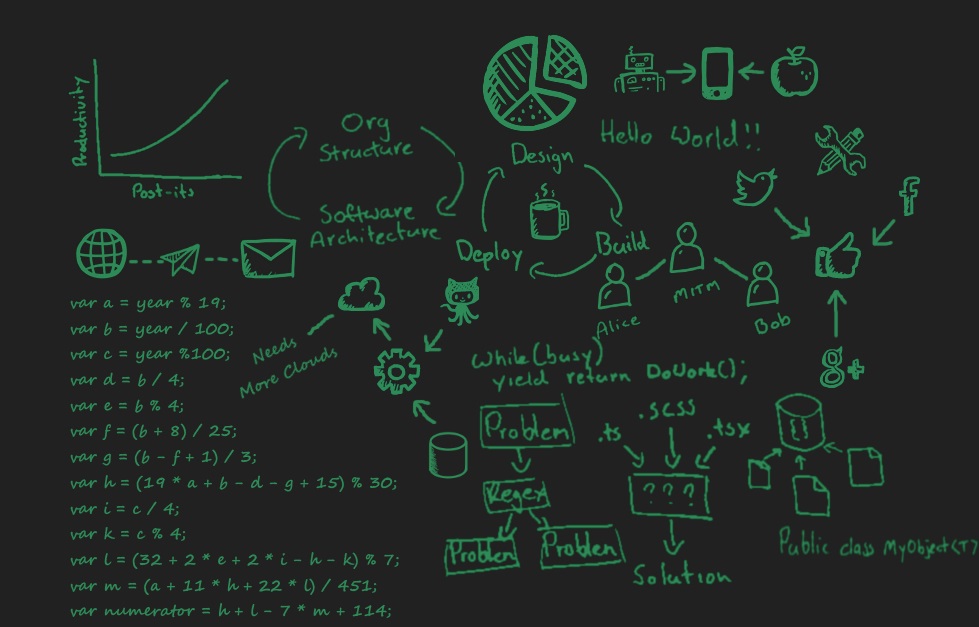 Productivity
Post-its
Org
Structure
Software
Architecture
Design
Build
Deploy
Hello World!!
f
g+
Alice
MITM
Bob
Needs
More Clouds
var a = year % 19;
var b = year / 100;
var c = year %100;
var d = b / 4;
var e = b % 4;
var f = (b + 8) / 25;
var g = (b - f + 1) / 3;
var h = (19 * a + b - d - g + 15) % 30;
var i = c / 4;
var k = c % 4;
var l = (32 + 2 * e + 2 * i - h - k) % 7;
var m = (a + 11 * h + 22 * l) / 451;
var numerator = h + l - 7 * m + 114;
While(busy)
yield return DoWork();
Problem
Regex
Problem
Problem
.ts
.scss
.tsx
? ? ?
Solution
{ }
Public class MyObject(T)